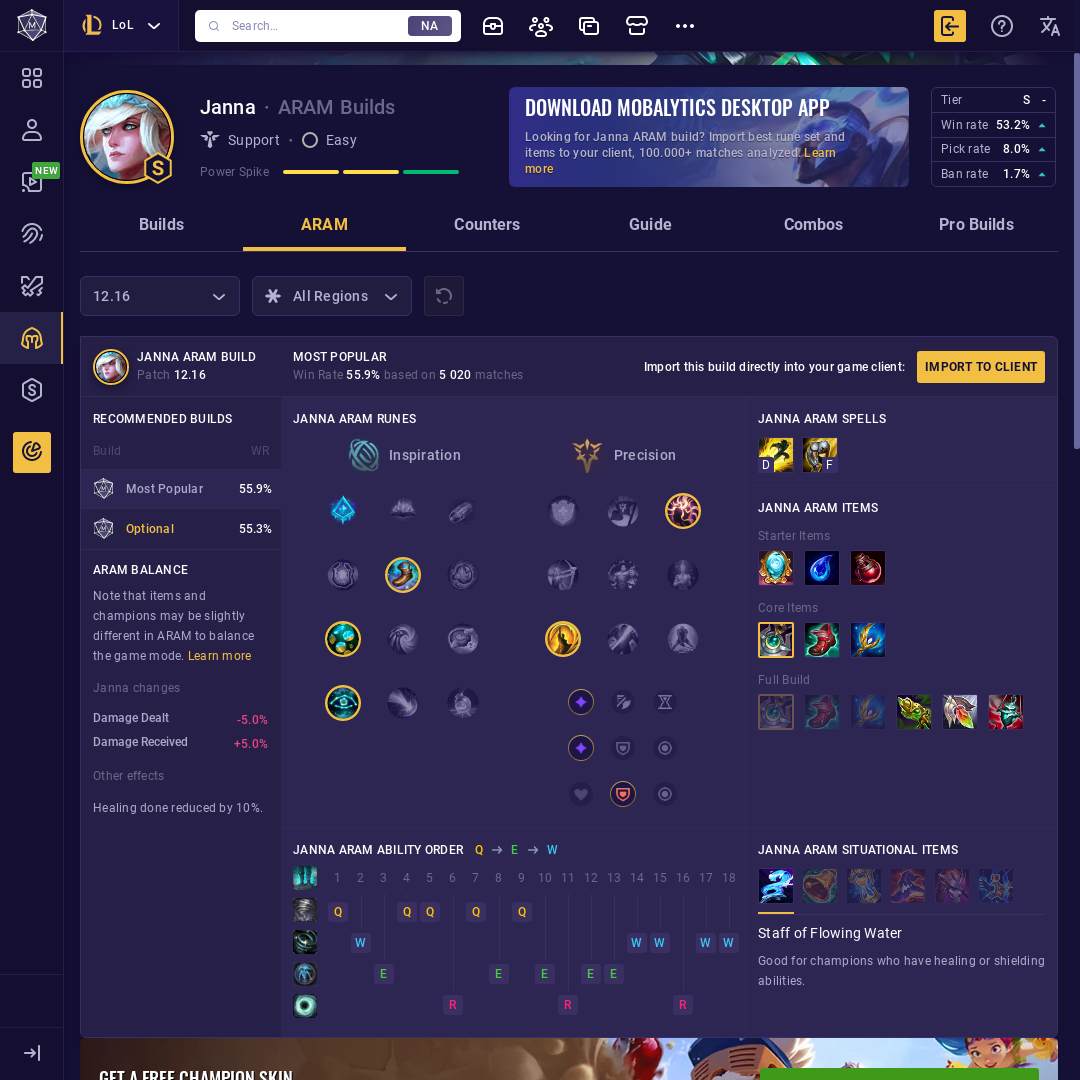 LoL
Search...
NA
NEW
Janna · ARAM Builds
Support · Easy
Power Spike
S
DOWNLOAD MOBALYTICS DESKTOP APP
Looking for Janna ARAM build? Import best rune set and
items to your client, 100.000+ matches analyzed. Learn
more
Tier S -
Win rate 53.2%
Pick rate 8.0%
Ban rate 1.7%
Builds ARAM Counters Guide Combos Pro Builds
12.16
All Regions
JANNA ARAM BUILD
Patch 12.16
MOST POPULAR
Win Rate 55.9% based on 5 020 matches
Import this build directly into your game client:
IMPORT TO CLIENT
RECOMMENDED BUILDS
Build WR
Most Popular 55.9%
Optional 55.3%
ARAM BALANCE
Note that items and
champions may be slightly
different in ARAM to balance
the game mode. Learn more
Janna changes
Damage Dealt -5.0%
Damage Received +5.0%
Other effects
Healing done reduced by 10%.
JANNA ARAM RUNES
Inspiration
Precision
JANNA ARAM SPELLS
D F
JANNA ARAM ITEMS
Starter Items
Core Items
Full Build
JANNA ARAM ABILITY ORDER Q → E → W
1 2 3 4 5 6 7 8 9 10 11 12 13 14 15 16 17 18
Q Q Q Q Q
W W W W W
E E E E E
R R R
JANNA ARAM SITUATIONAL ITEMS
Staff of Flowing Water
Good for champions who have healing or shielding
abilities.
GET A FREE CHAMPION SKIN